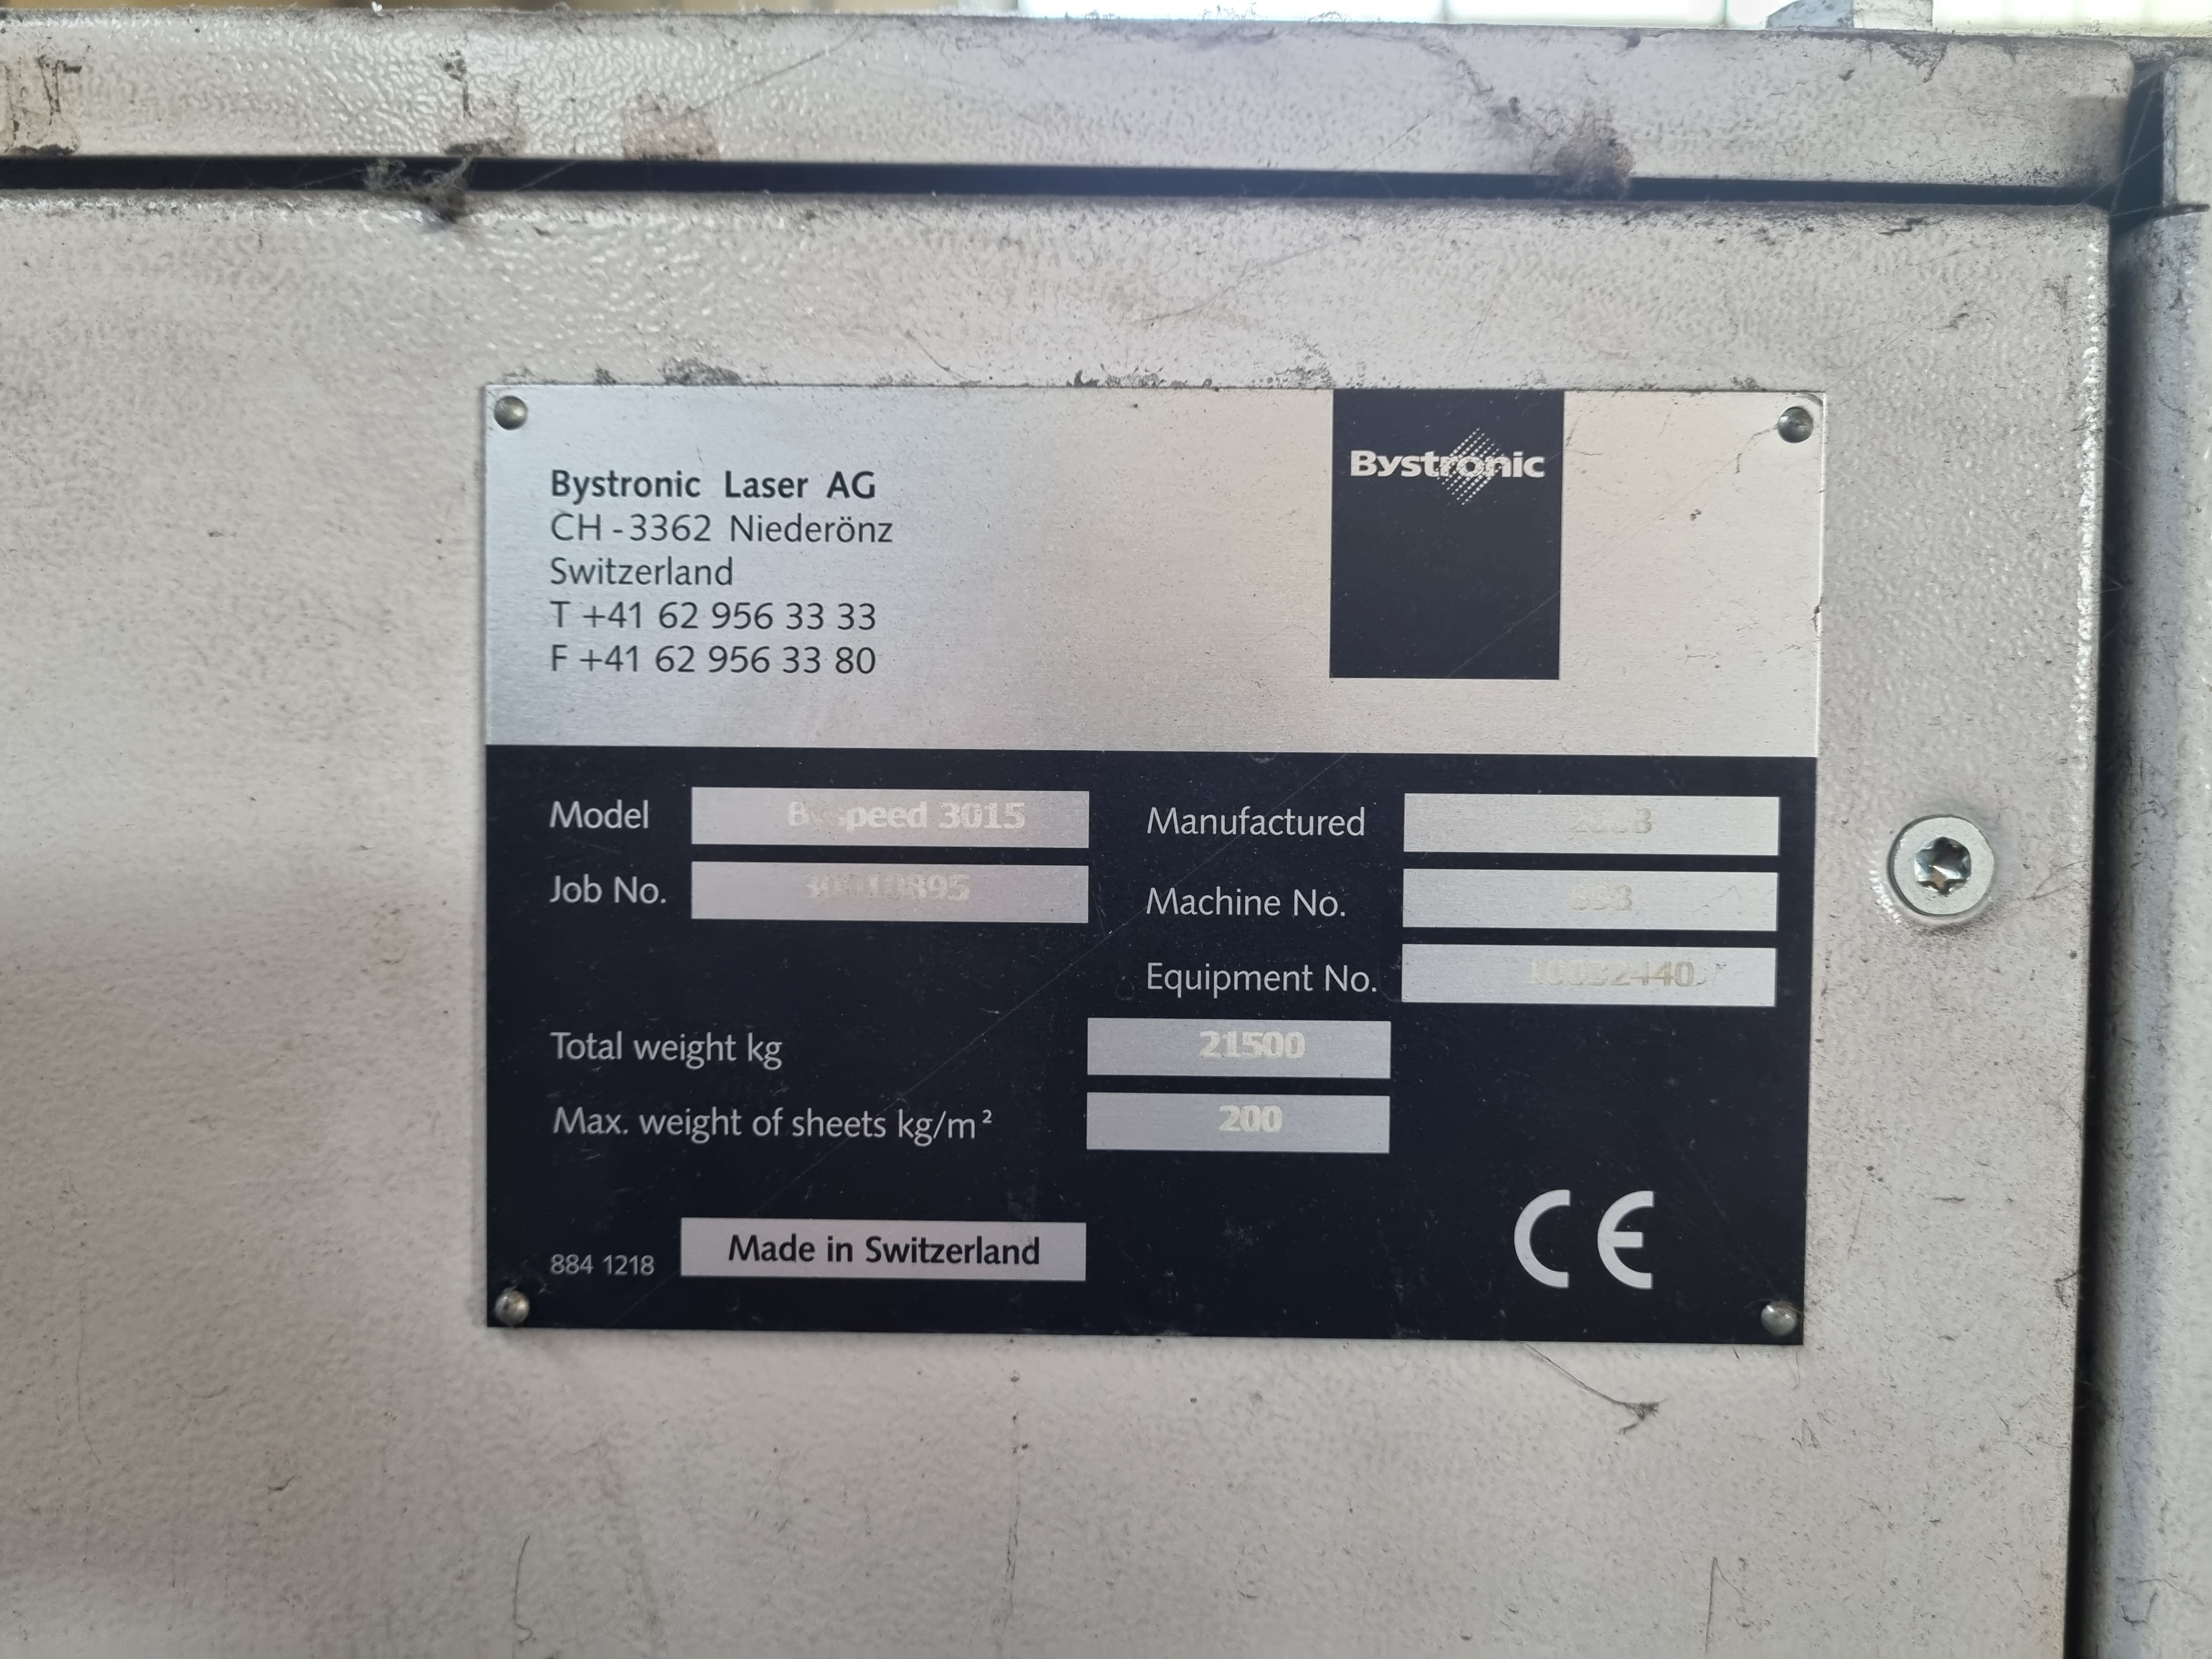 Bystronic Laser AG
CH-3362 Niederönz
Switzerland
T +41 62 956 33 33
F +41 62 956 33 80
Bystronic
Model Byspeed 3015
Job No.
Manufactured
Machine No.
Equipment No.
Total weight kg 21500
Max. weight of sheets kg/m² 200
884 1218 Made in Switzerland
CE